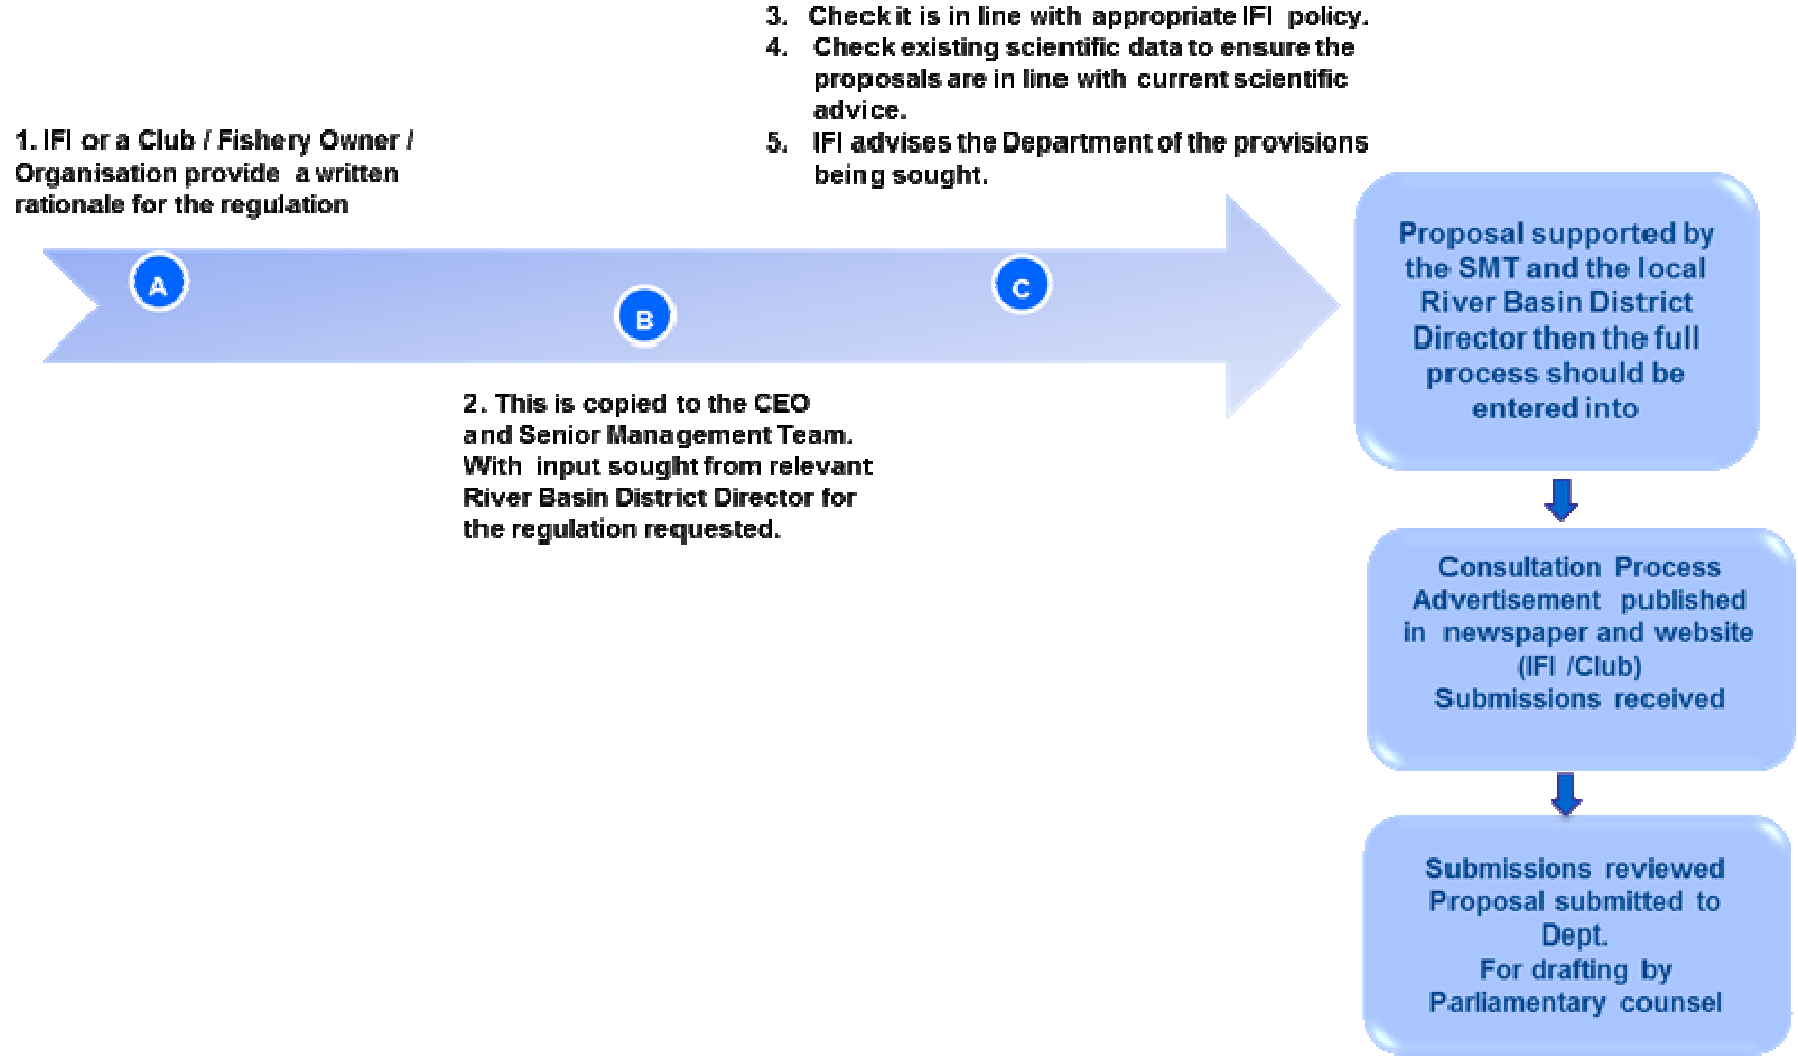 1. IFI or a Club / Fishery Owner /
Organisation provide a written
rationale for the regulation
A
B
2. This is copied to the CEO
and Senior Management Team.
With input sought from relevant
River Basin District Director for
the regulation requested.
3. Check it is in line with appropriate IFI policy.
4. Check existing scientific data to ensure the
proposals are in line with current scientific
advice.
5. IFI advises the Department of the provisions
being sought.
C
Proposal supported by
the SMT and the local
River Basin District
Director then the full
process should be
entered into
Consultation Process
Advertisement published
in newspaper and website
(IFI /Club)
Submissions received
Submissions reviewed
Proposal submitted to
Dept.
For drafting by
Parliamentary counsel